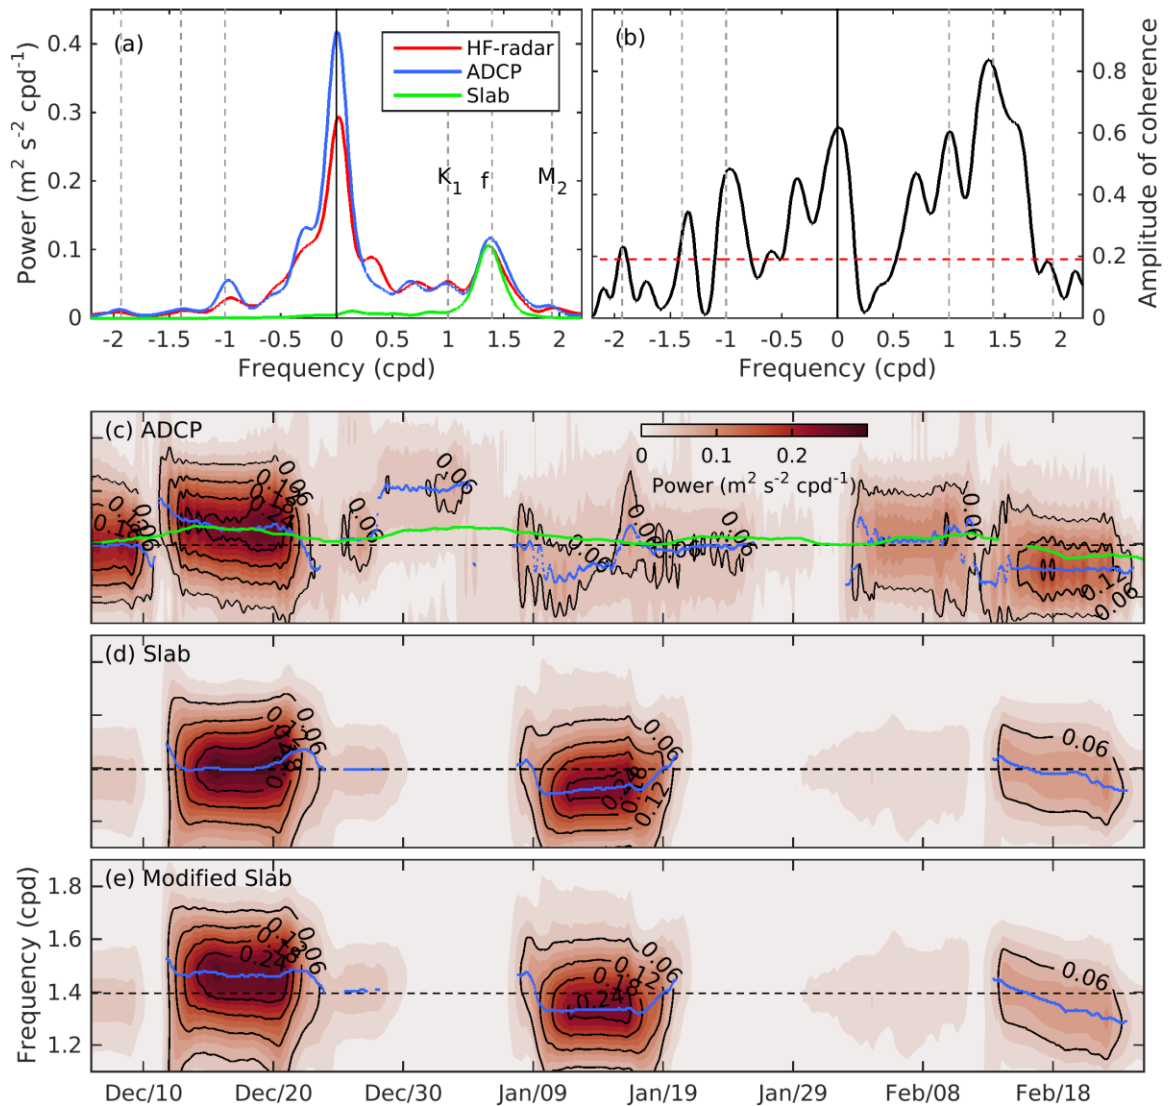 (a)
HF-radar
ADCP
Slab
K1
f
M2
0.4
0.3
0.2
0.1
0
Power (m2 s-2 cpd-1)
-2 -1.5 -1 -0.5 0 0.5 1 1.5 2
Frequency (cpd)
(b)
0.8
0.6
0.4
0.2
0
Amplitude of coherence
-2 -1.5 -1 -0.5 0 0.5 1 1.5 2
Frequency (cpd)
(c) ADCP
0 0.1 0.2
Power (m2 s-2 cpd-1)
0.06
0.06
0.06
0.06
0.06
0.12
0.06
(d) Slab
0.06
0.06
0.12
0.06
(e) Modified Slab
0.248
0.06
0.06
0.12
0.248
0.06
1.8
1.6
1.4
1.2
Frequency (cpd)
Dec/10 Dec/20 Dec/30 Jan/09 Jan/19 Jan/29 Feb/08 Feb/18